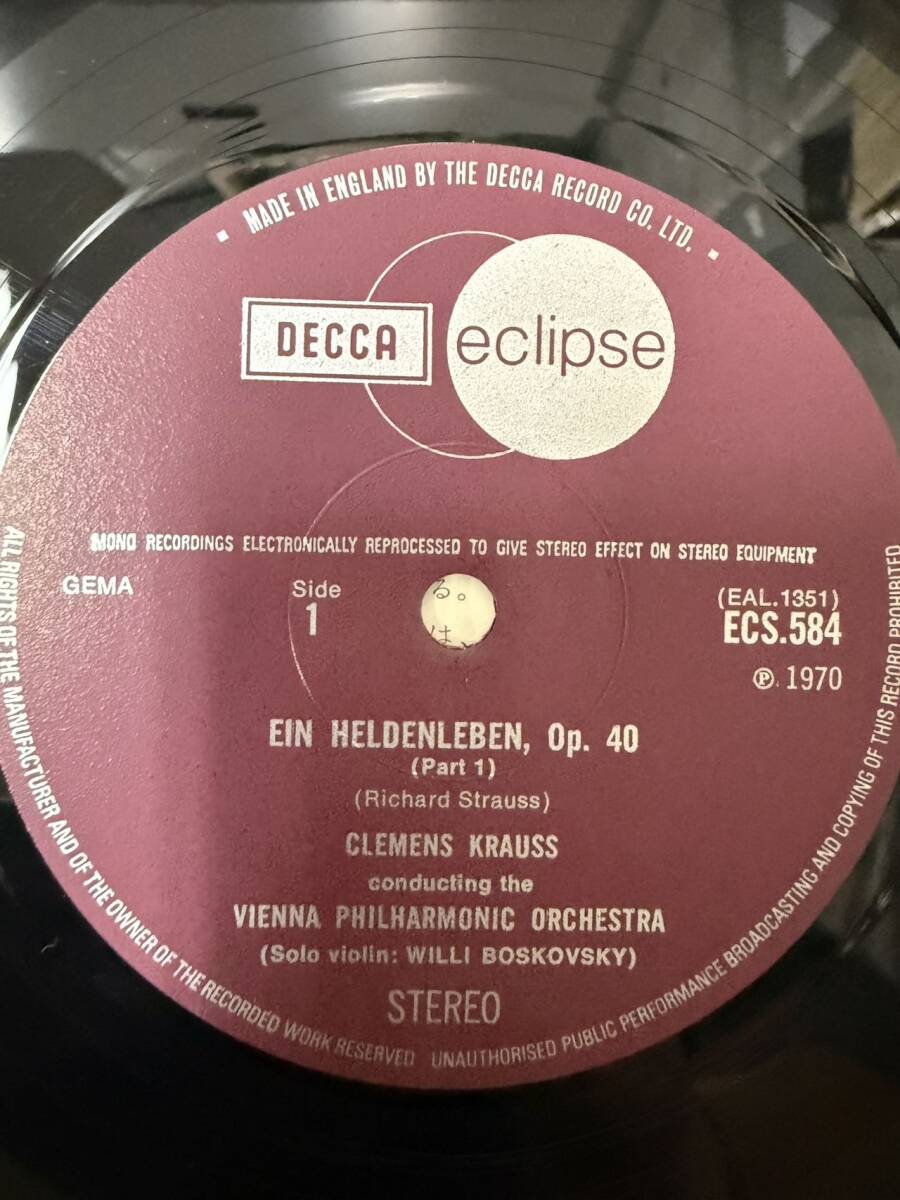 MADE IN ENGLAND BY THE DECCA RECORD CO. LTD.
DECCA
eclipse
MONO RECORDINGS ELECTRONICALLY REPROCESSED TO GIVE STEREO EFFECT ON STEREO EQUIPMENT
GEMA
Side
1
る。
は
(EAL.1351)
ECS.584
℗ 1970
EIN HELDENLEBEN, Op. 40
(Part 1)
(Richard Strauss)
CLEMENS KRAUSS
conducting the
VIENNA PHILHARMONIC ORCHESTRA
(Solo violin: WILLI BOSKOVSKY)
STEREO
ALL RIGHTS OF THE MANUFACTURER AND OF THE OWNER OF THE RECORDED WORK RESERVED
UNAUTHORISED PUBLIC PERFORMANCE BROADCASTING AND COPYING OF THIS RECORD PROHIBITED